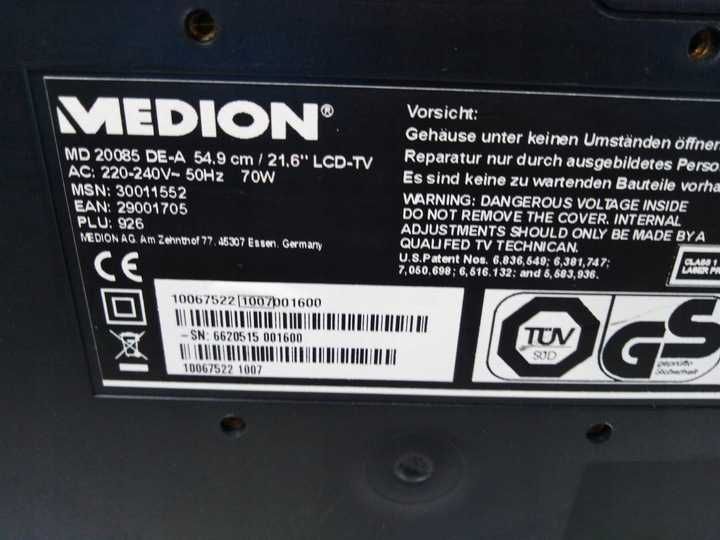 MEDION®
MD 20085 DE-A 54.9 cm / 21.6" LCD-TV
AC: 220-240V~ 50Hz 70W
MSN: 30011552
EAN: 29001705
PLU: 926
MEDION AG, Am Zehnthof 77, 45307 Essen, Germany
CE
10067522 1007 001600
-SN: 6620515 001600
10067522 1007
Vorsicht:
Gehäuse unter keinen Umständen öffnen
Reparatur nur durch ausgebildetes Perso
Es sind keine zu wartenden Bauteile vorha
WARNING: DANGEROUS VOLTAGE INSIDE
DO NOT REMOVE THE COVER. INTERNAL
ADJUSTMENTS SHOULD ONLY BE MADE BY A
QUALIFED TV TECHNICAN.
U.S.Patent Nos. 6,836,549; 6,381,747;
7,050,698; 6,516,132; and 5,583,936.
CLASS 1
LASER PR
TÜV
SÜD
GS
geprüfte
Sicherheit